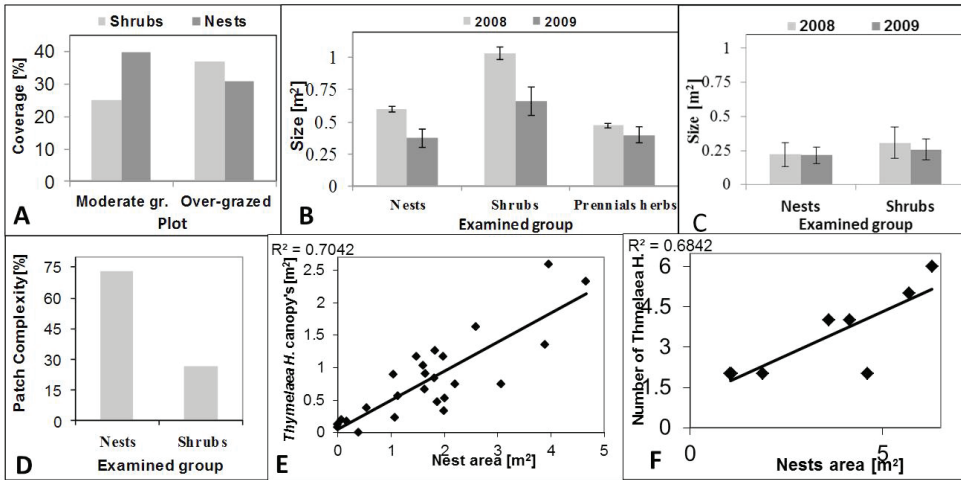 Shrubs Nests
Coverage [%]
40
30
20
10
0
Moderate gr. Over-grazed
Plot
A
2008 2009
Size [m²]
1
0.75
0.5
0.25
0
Nests Shrubs Prennials herbs
Examined group
B
2008 2009
Size [m²]
1
0.75
0.5
0.25
0
Nests Shrubs
Examined group
C
Patch Complexity[%]
75
60
45
30
15
0
Nests Shrubs
Examined group
D
R² = 0.7042
Thymelaea H. canopy's [m²]
2.5
2
1.5
1
0.5
0
0 1 2 3 4 5
Nest area [m²]
E
R² = 0.6842
Number of Thmelaea H.
6
4.5
3
1.5
0
0 5
Nests area [m²]
F